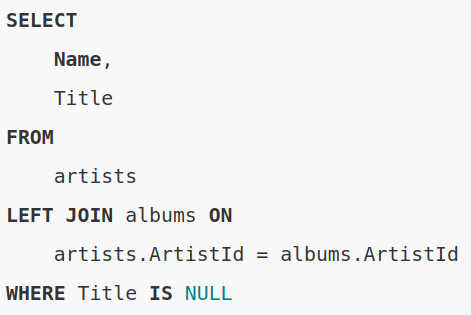 SELECT
    Name,
    Title
FROM
    artists
LEFT JOIN albums ON
    artists.ArtistId = albums.ArtistId
WHERE Title IS NULL